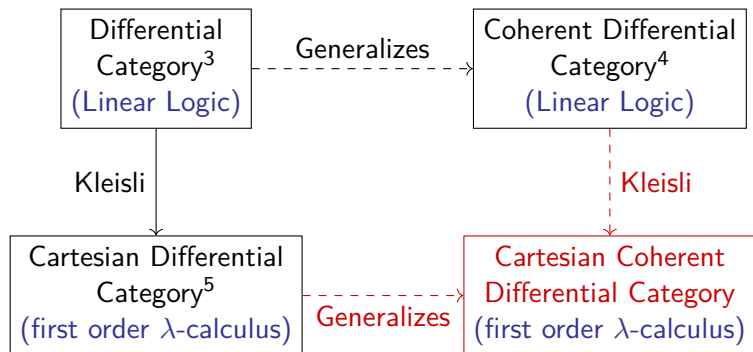 Differential
Category³
(Linear Logic)
Generalizes
Coherent Differential
Category⁴
(Linear Logic)
Kleisli
Kleisli
Cartesian Differential
Category⁵
(first order λ-calculus)
Generalizes
Cartesian Coherent
Differential Category
(first order λ-calculus)